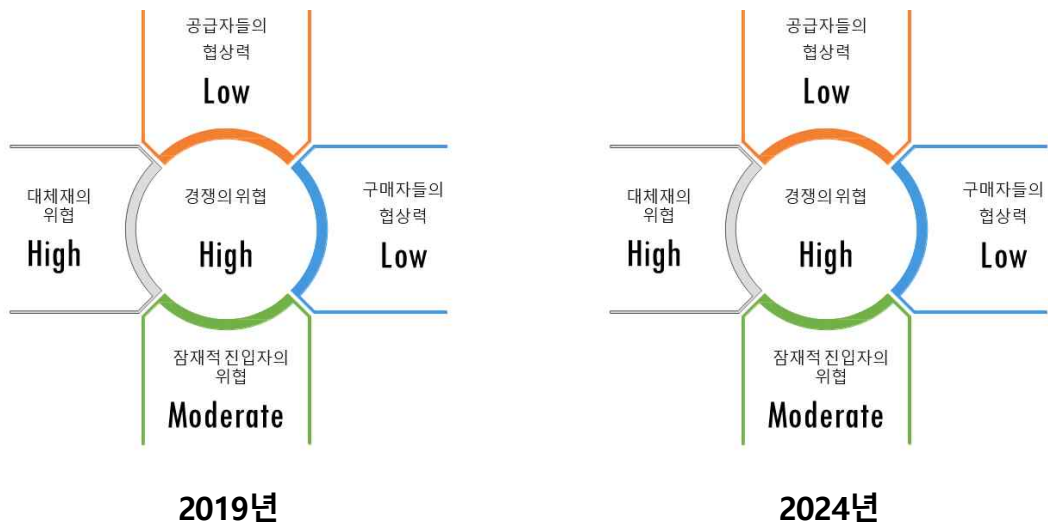 공급자들의
협상력
Low
대체재의
위협
High
경쟁의 위협
High
구매자들의
협상력
Low
잠재적 진입자의
위협
Moderate
2019년
공급자들의
협상력
Low
대체재의
위협
High
경쟁의 위협
High
구매자들의
협상력
Low
잠재적 진입자의
위협
Moderate
2024년